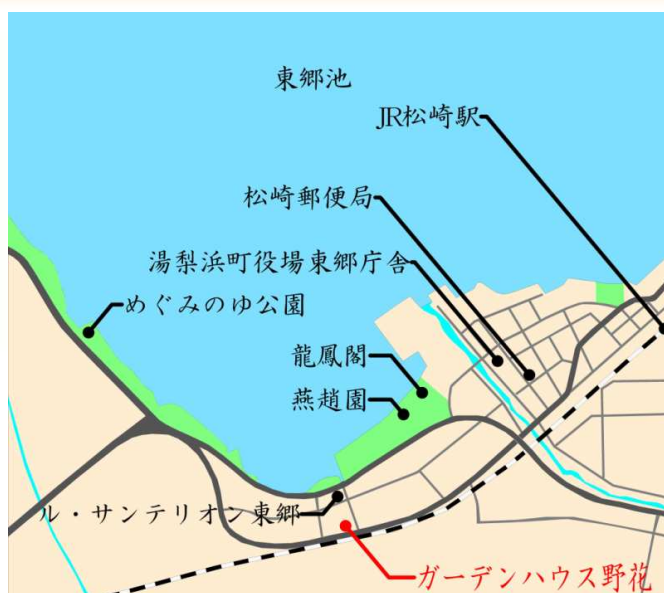 東郷池
JR松崎駅
松崎郵便局
湯梨浜町役場東郷庁舎
めぐみのゆ公園
龍鳳閣
燕趙園
ル・サンテリオン東郷
ガーデンハウス野花